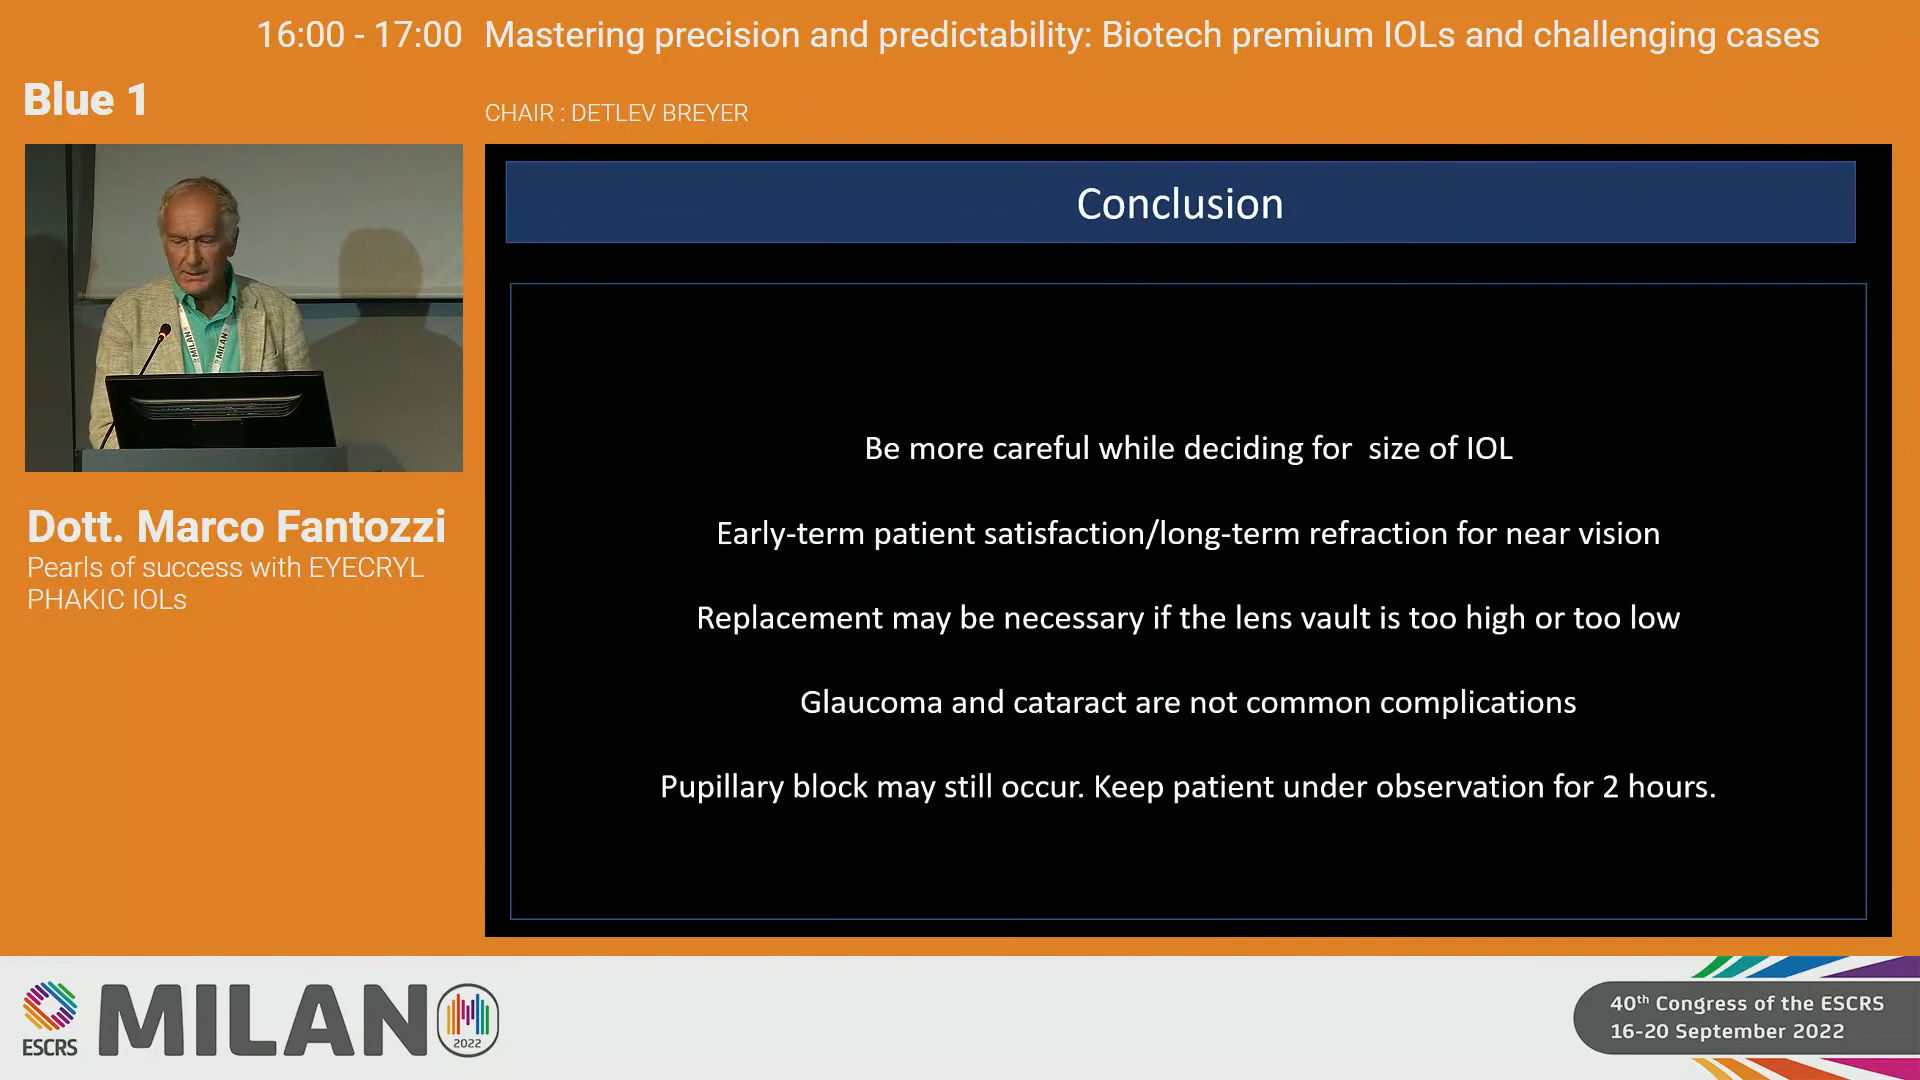 16:00 - 17:00 Mastering precision and predictability: Biotech premium IOLs and challenging cases
Blue 1
CHAIR : DETLEV BREYER
Conclusion
Be more careful while deciding for  size of IOL
Early-term patient satisfaction/long-term refraction for near vision
Replacement may be necessary if the lens vault is too high or too low
Glaucoma and cataract are not common complications
Pupillary block may still occur. Keep patient under observation for 2 hours.
MILAN
MILAN
Dott. Marco Fantozzi
Pearls of success with EYECRYL
PHAKIC IOLs
ESCRS
MILAN
2022
40th Congress of the ESCRS
16-20 September 2022